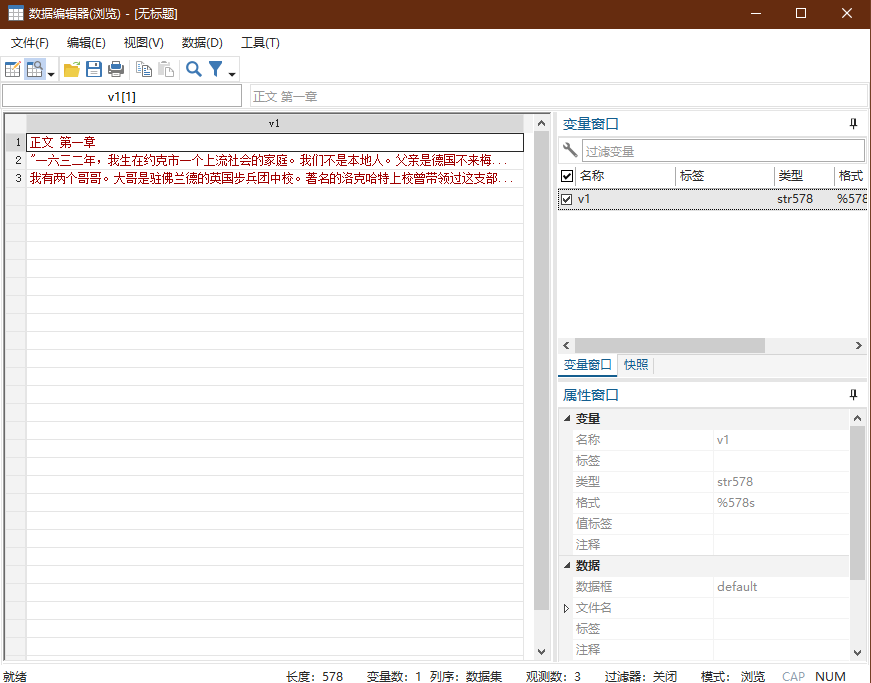 数据编辑器(浏览) - [无标题]
文件(F) 编辑(E) 视图(V) 数据(D) 工具(T)
v1[1] 正文 第一章
v1
1 正文 第一章
2 "一六三二年，我生在约克市一个上流社会的家庭。我们不是本地人。父亲是德国不来梅...
3 我有两个哥哥。大哥是驻佛兰德的英国步兵团中校。著名的洛克哈特上校曾带领过这支部...
变量窗口
过滤变量
名称 标签 类型 格式
v1 str578 %578
变量窗口 快照
属性窗口
变量
名称 v1
标签
类型 str578
格式 %578s
值标签
注释
数据
数据框 default
文件名
标签
注释
就绪 长度：578 变量数：1 列序：数据集 观测数：3 过滤器：关闭 模式：浏览 CAP NUM